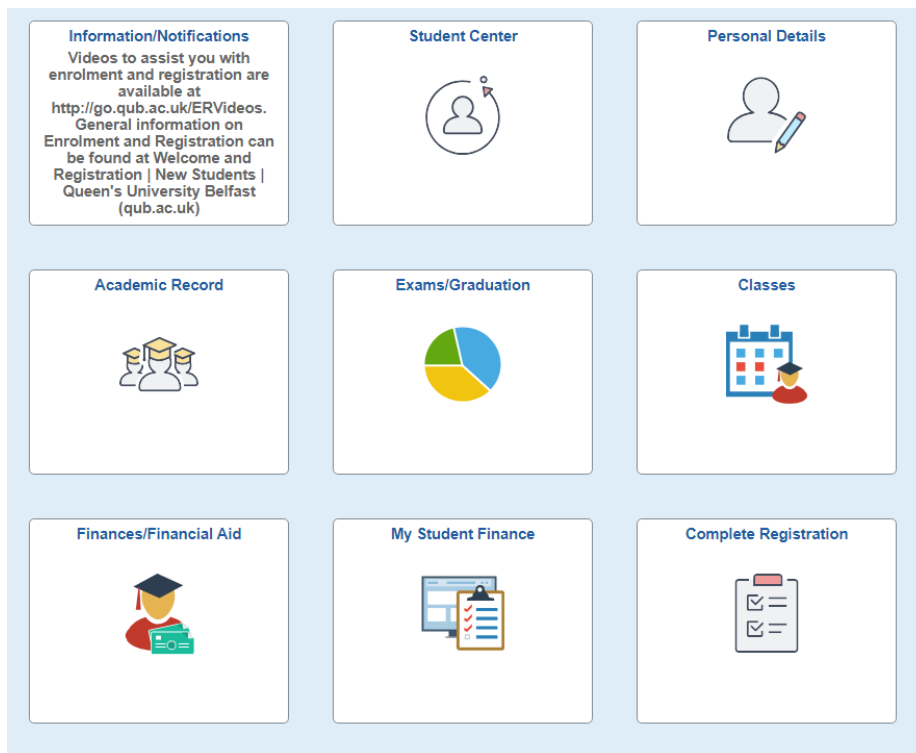 Information/Notifications
Videos to assist you with
enrolment and registration are
available at
http://go.qub.ac.uk/ERVideos.
General information on
Enrolment and Registration can
be found at Welcome and
Registration | New Students |
Queen's University Belfast
(qub.ac.uk)
Student Center
Personal Details
Academic Record
Exams/Graduation
Classes
Finances/Financial Aid
My Student Finance
Complete Registration